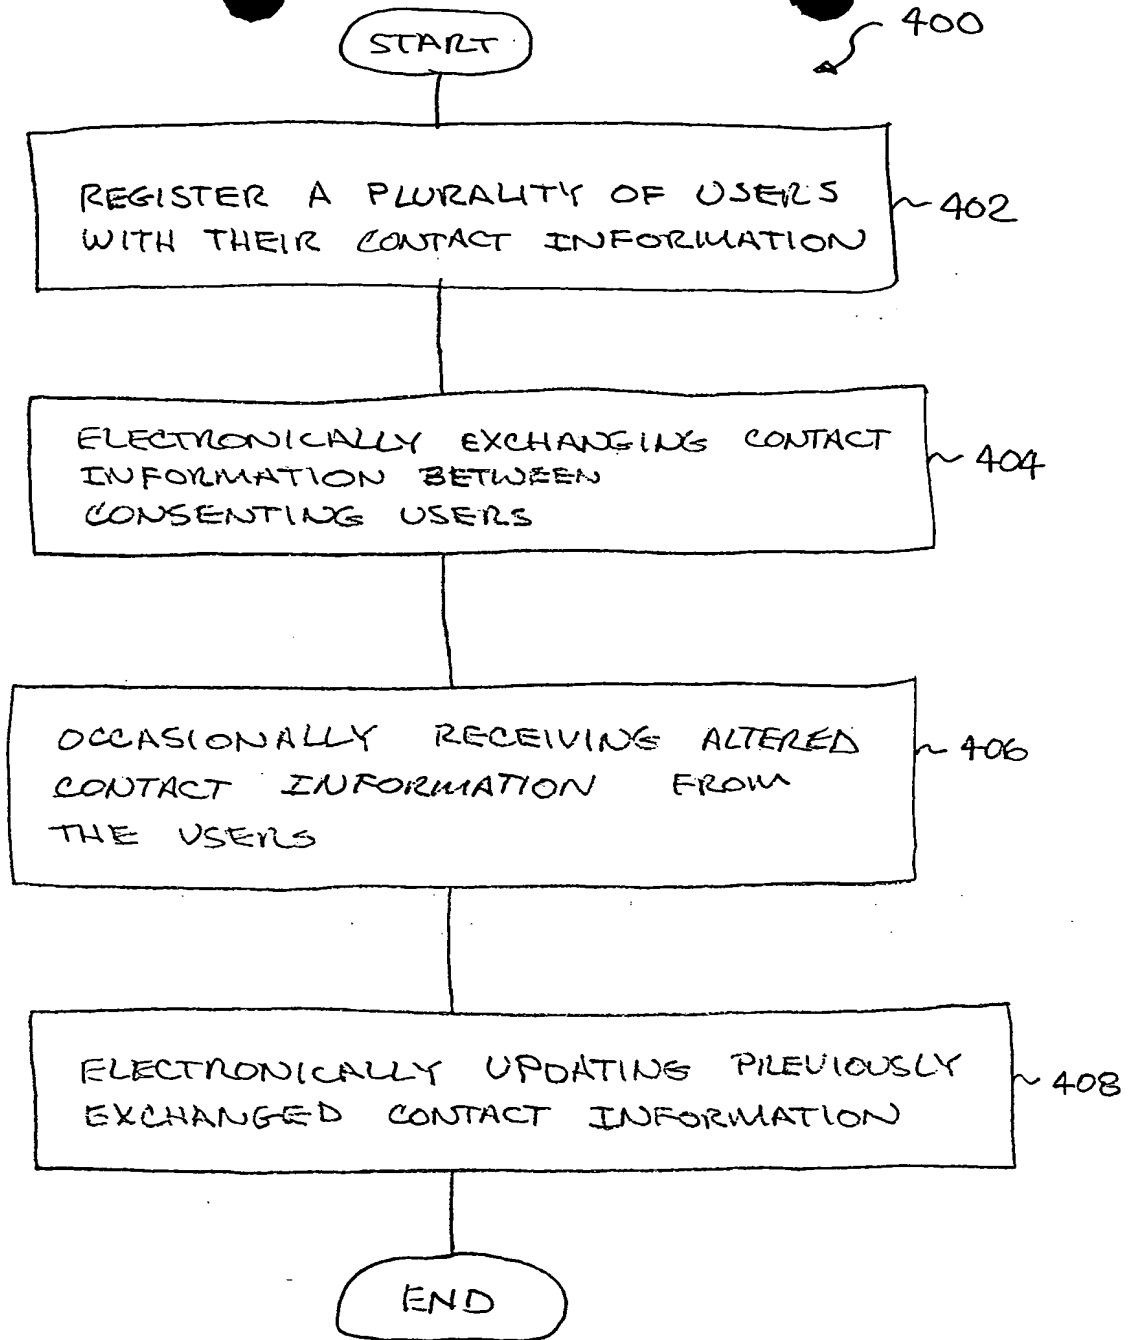 START
400
REGISTER A PLURALITY OF USERS
WITH THEIR CONTACT INFORMATION
402
ELECTRONICALLY EXCHANGING CONTACT
INFORMATION BETWEEN
CONSENTING USERS
404
OCCASIONALLY RECEIVING ALTERED
CONTACT INFORMATION FROM
THE USERS
406
ELECTRONICALLY UPDATING PREVIOUSLY
EXCHANGED CONTACT INFORMATION
408
END